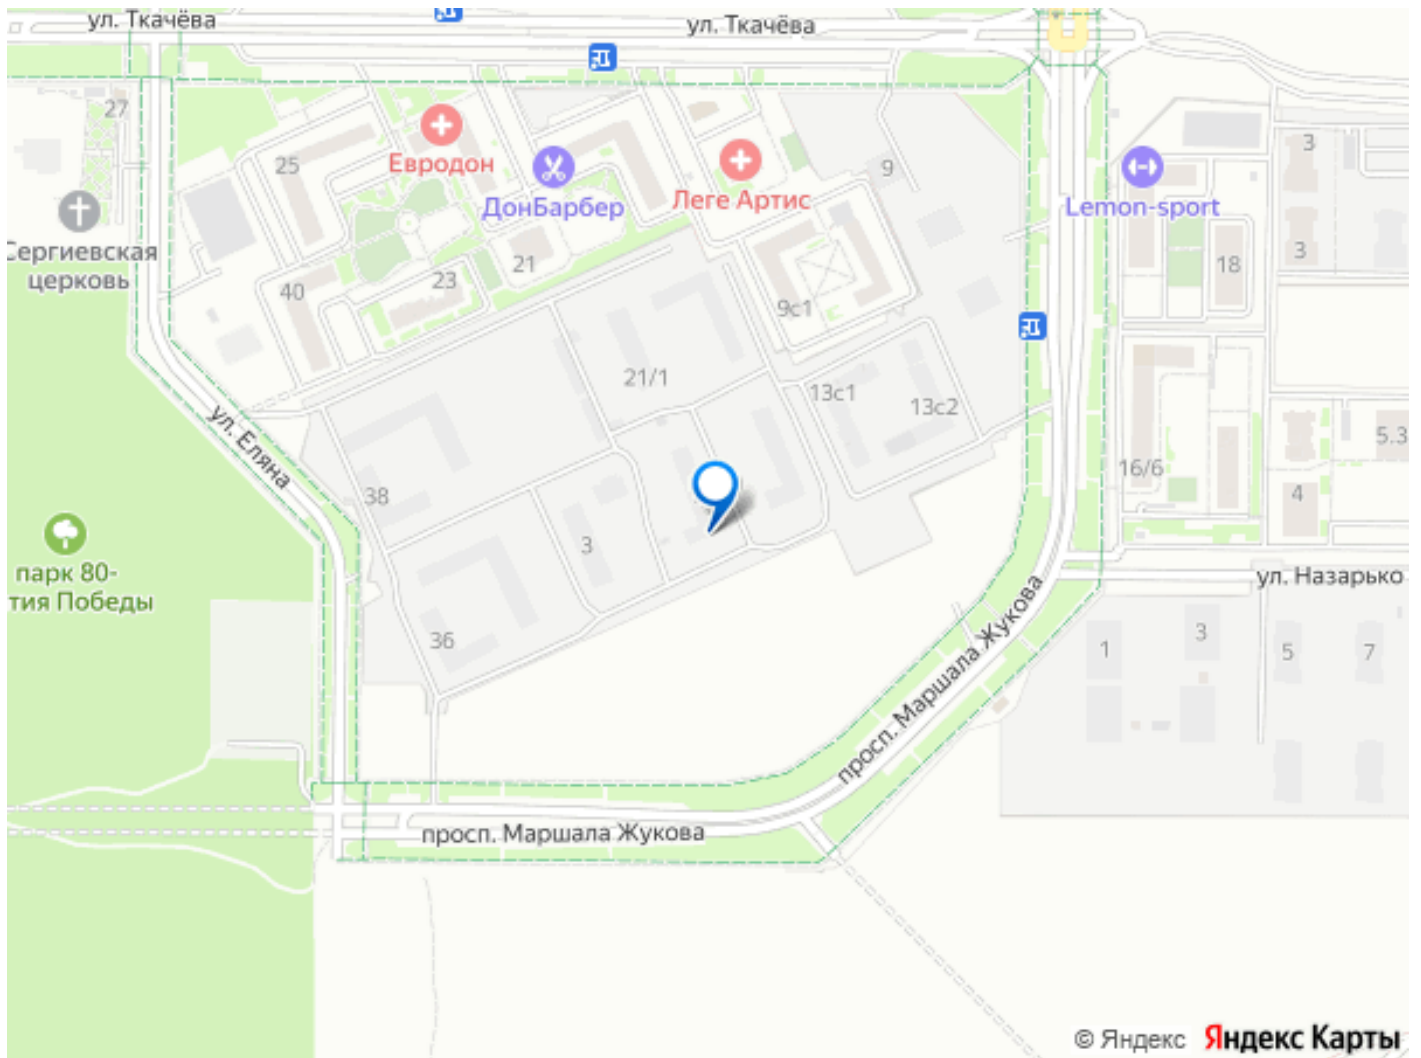 ул. Ткачёва
ул. Ткачёва
27
25
Евродон
ДонБарбер
Леге Артис
9
3
Lemon-sport
Сергиевская
церковь
40
23
21
9с1
18
3
21/1
13с1
13с2
ул. Еляна
38
16/6
5.3
4
парк 80-
тия Победы
3
ул. Назарько
36
просп. Маршала Жукова
1
3
5
7
просп. Маршала Жукова
© Яндекс Яндекс Карты